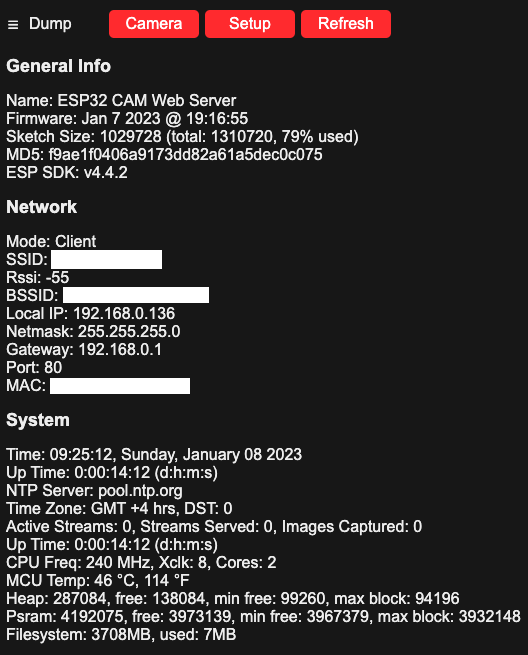 ≡ Dump Camera Setup Refresh
General Info
Name: ESP32 CAM Web Server
Firmware: Jan 7 2023 @ 19:16:55
Sketch Size: 1029728 (total: 1310720, 79% used)
MD5: f9ae1f0406a9173dd82a61a5dec0c075
ESP SDK: v4.4.2
Network
Mode: Client
SSID:
Rssi: -55
BSSID:
Local IP: 192.168.0.136
Netmask: 255.255.255.0
Gateway: 192.168.0.1
Port: 80
MAC:
System
Time: 09:25:12, Sunday, January 08 2023
Up Time: 0:00:14:12 (d:h:m:s)
NTP Server: pool.ntp.org
Time Zone: GMT +4 hrs, DST: 0
Active Streams: 0, Streams Served: 0, Images Captured: 0
Up Time: 0:00:14:12 (d:h:m:s)
CPU Freq: 240 MHz, Xclk: 8, Cores: 2
MCU Temp: 46 °C, 114 °F
Heap: 287084, free: 138084, min free: 99260, max block: 94196
Psram: 4192075, free: 3973139, min free: 3967379, max block: 3932148
Filesystem: 3708MB, used: 7MB